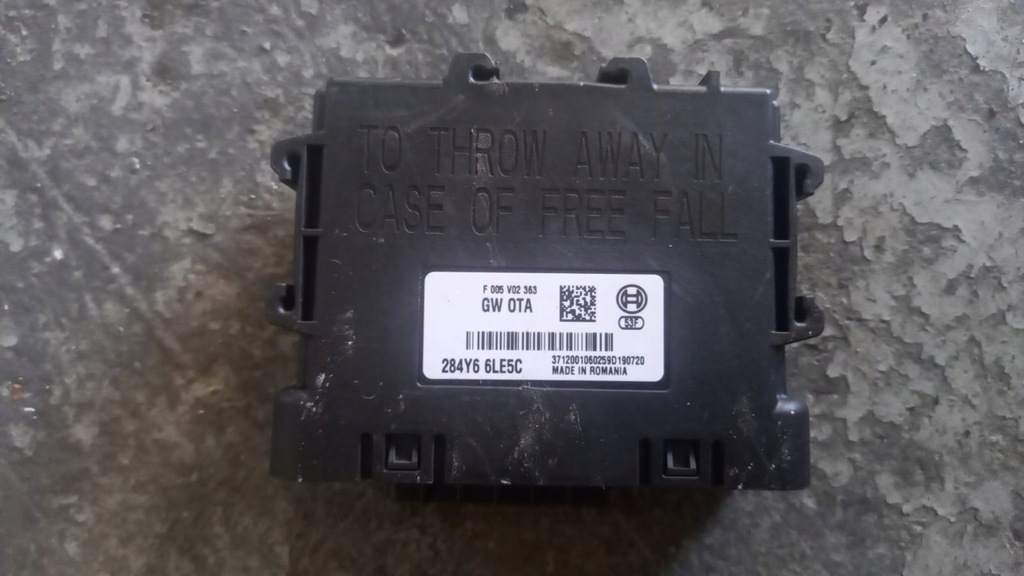 TO THROW AWAY IN
CASE OF FREE FALL
F 005 V02 363
GW OTA
53F
284Y6 6LE5C
3712001060259D190720
MADE IN ROMANIA